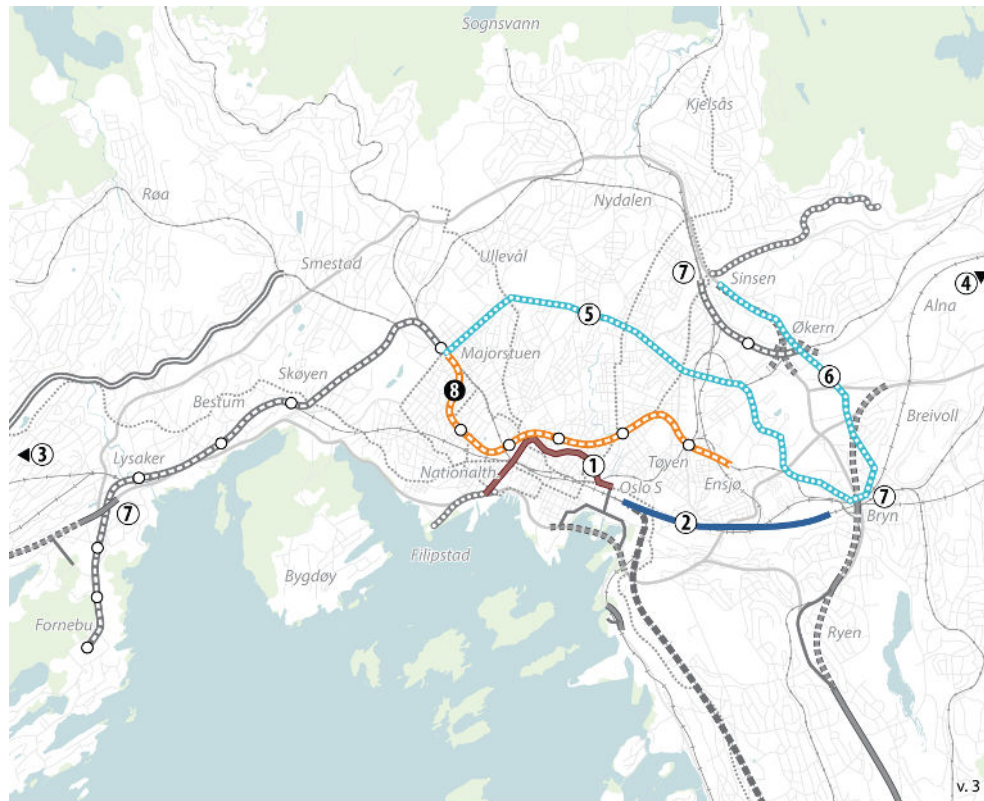 Sognsvann
Kjelsås
Røa
Nydalen
Smestad
Ullevål
7
Sinsen
4
Alna
5
Økern
Majorstuen
Skøyen
6
8
Bestum
Breivoll
3
Lysaker
Nationalth
1
Tøyen
Oslo S
Ensjø
7
7
Bryn
2
Filipstad
Bygdøy
Fornebu
Ryen
v. 3